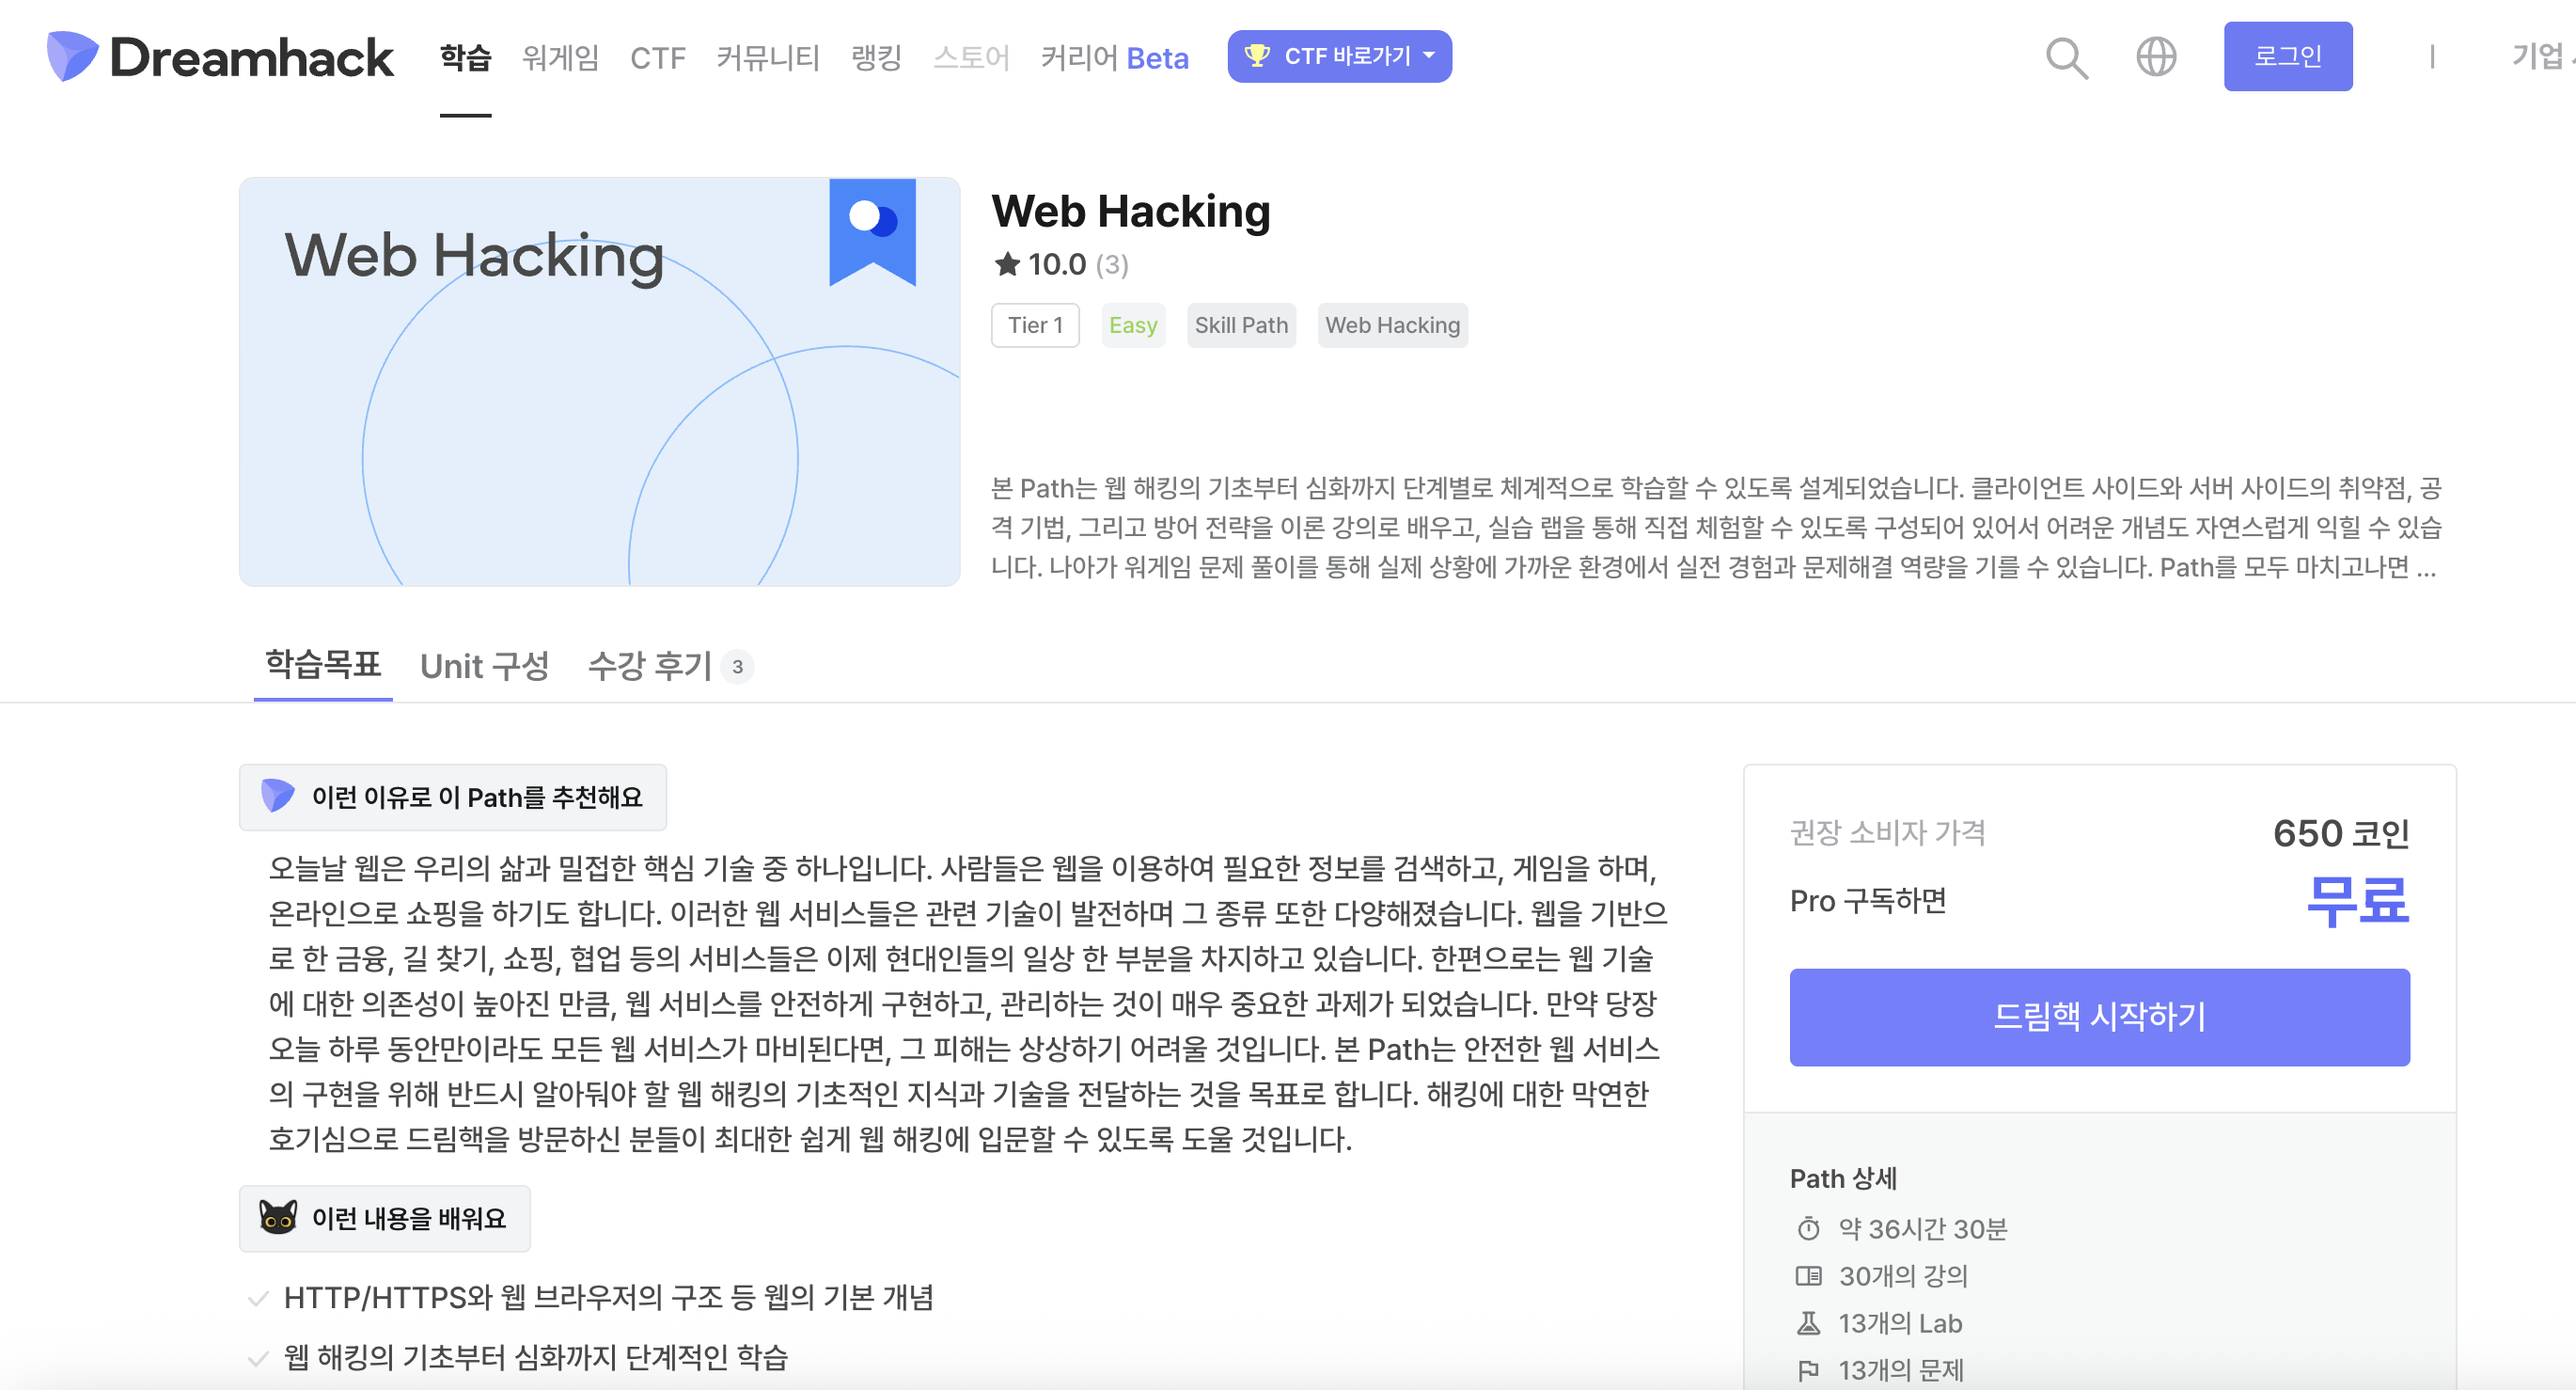 Dreamhack 학습 워게임 CTF 커뮤니티 랭킹 스토어 커리어 Beta CTF 바로가기 로그인 | 기업
Web Hacking
Web Hacking
10.0 (3)
Tier 1 Easy Skill Path Web Hacking
본 Path는 웹 해킹의 기초부터 심화까지 단계별로 체계적으로 학습할 수 있도록 설계되었습니다. 클라이언트 사이드와 서버 사이드의 취약점, 공
격 기법, 그리고 방어 전략을 이론 강의로 배우고, 실습 랩을 통해 직접 체험할 수 있도록 구성되어 있어서 어려운 개념도 자연스럽게 익힐 수 있습
니다. 나아가 워게임 문제 풀이를 통해 실제 상황에 가까운 환경에서 실전 경험과 문제해결 역량을 기를 수 있습니다. Path를 모두 마치고나면 ...
학습목표 Unit 구성 수강 후기 3
이런 이유로 이 Path를 추천해요
오늘날 웹은 우리의 삶과 밀접한 핵심 기술 중 하나입니다. 사람들은 웹을 이용하여 필요한 정보를 검색하고, 게임을 하며,
온라인으로 쇼핑을 하기도 합니다. 이러한 웹 서비스들은 관련 기술이 발전하며 그 종류 또한 다양해졌습니다. 웹을 기반으
로 한 금융, 길 찾기, 쇼핑, 협업 등의 서비스들은 이제 현대인들의 일상 한 부분을 차지하고 있습니다. 한편으로는 웹 기술
에 대한 의존성이 높아진 만큼, 웹 서비스를 안전하게 구현하고, 관리하는 것이 매우 중요한 과제가 되었습니다. 만약 당장
오늘 하루 동안만이라도 모든 웹 서비스가 마비된다면, 그 피해는 상상하기 어려울 것입니다. 본 Path는 안전한 웹 서비스
의 구현을 위해 반드시 알아둬야 할 웹 해킹의 기초적인 지식과 기술을 전달하는 것을 목표로 합니다. 해킹에 대한 막연한
호기심으로 드림핵을 방문하신 분들이 최대한 쉽게 웹 해킹에 입문할 수 있도록 도울 것입니다.
이런 내용을 배워요
HTTP/HTTPS와 웹 브라우저의 구조 등 웹의 기본 개념
웹 해킹의 기초부터 심화까지 단계적인 학습
권장 소비자 가격 650 코인
Pro 구독하면 무료
드림핵 시작하기
Path 상세
약 36시간 30분
30개의 강의
13개의 Lab
13개의 문제